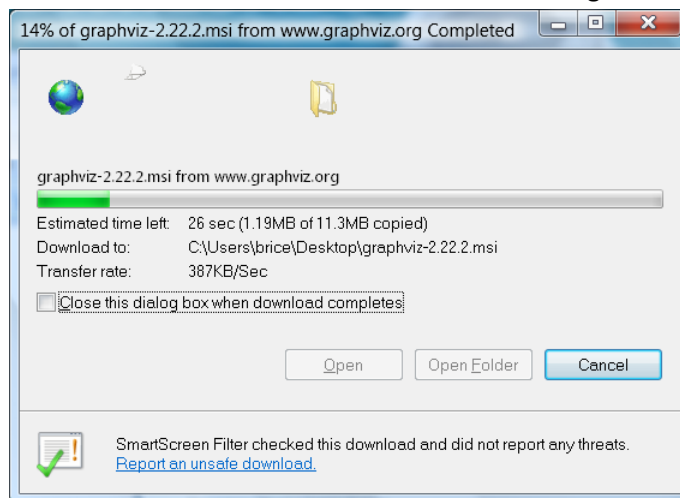 14% of graphviz-2.22.2.msi from www.graphviz.org Completed
graphviz-2.22.2.msi from www.graphviz.org
Estimated time left: 26 sec (1.19MB of 11.3MB copied)
Download to: C:\Users\brice\Desktop\graphviz-2.22.2.msi
Transfer rate: 387KB/Sec
Close this dialog box when download completes
Open Open Folder Cancel
SmartScreen Filter checked this download and did not report any threats.
Report an unsafe download.